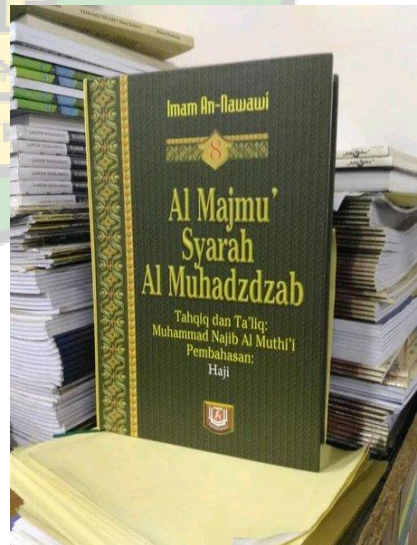 Imam An-Nawawi
8
Al Majmu'
Syarah
Al Muhadzdzab
Tahqiq dan Ta'liq:
Muhammad Najib Al Muthi'i
Pembahasan:
Haji